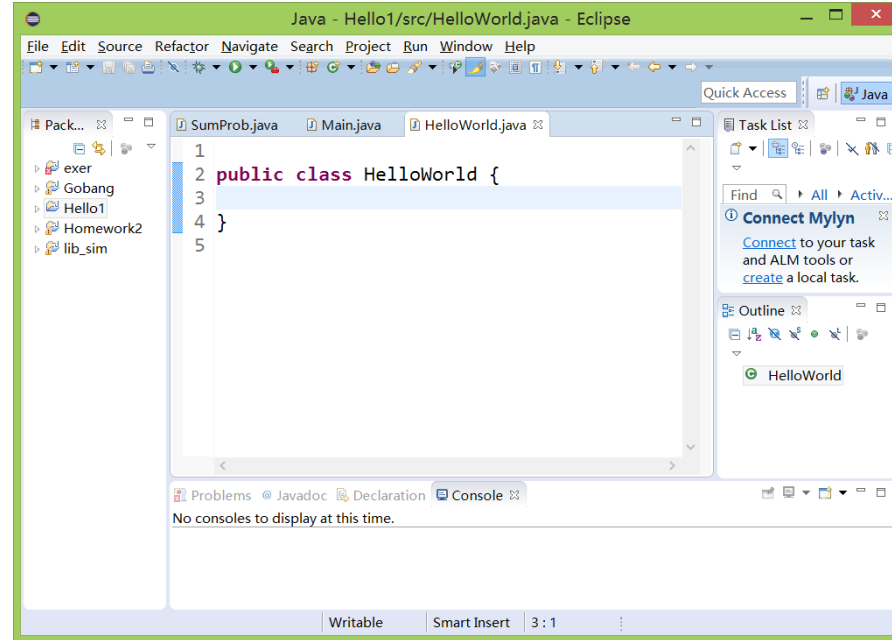 Java - Hello1/src/HelloWorld.java - Eclipse
File Edit Source Refactor Navigate Search Project Run Window Help
Quick Access Java
Pack... SumProb.java Main.java HelloWorld.java Task List
exer
Gobang
Hello1
Homework2
lib_sim
1
2 public class HelloWorld {
3
4 }
5
Find All Activ...
Connect Mylyn
Connect to your task
and ALM tools or
create a local task.
Outline
HelloWorld
Problems @ Javadoc Declaration Console
No consoles to display at this time.
Writable Smart Insert 3 : 1